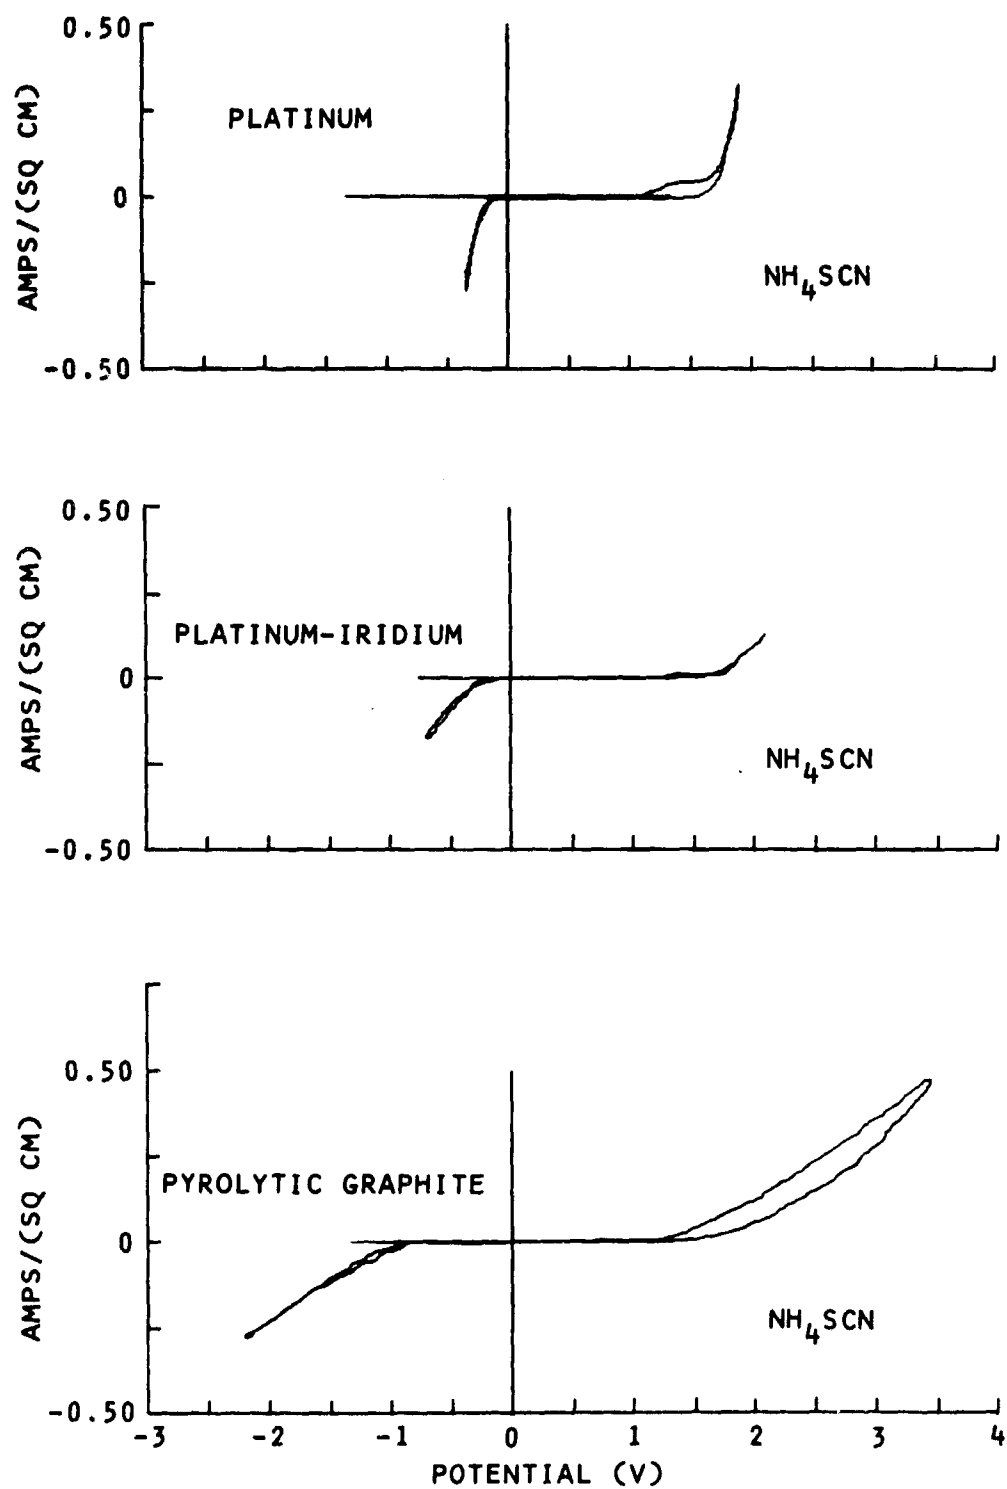 0.50
AMPS/(SQ CM)
PLATINUM
0
NH4SCN
-0.50
0.50
AMPS/(SQ CM)
PLATINUM-IRIDIUM
0
NH4SCN
-0.50
0.50
AMPS/(SQ CM)
PYROLYTIC GRAPHITE
0
NH4SCN
-0.50
-3 -2 -1 0 1 2 3 4
POTENTIAL (V)